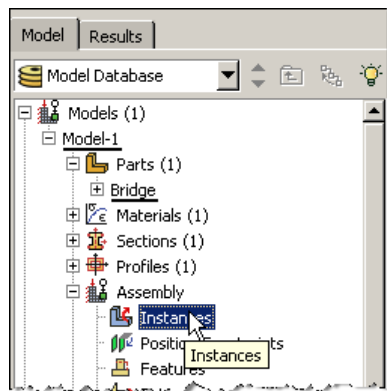 Model Results
Model Database
Models (1)
Model-1
Parts (1)
Bridge
Materials (1)
Sections (1)
Profiles (1)
Assembly
Instances
Instances
Features